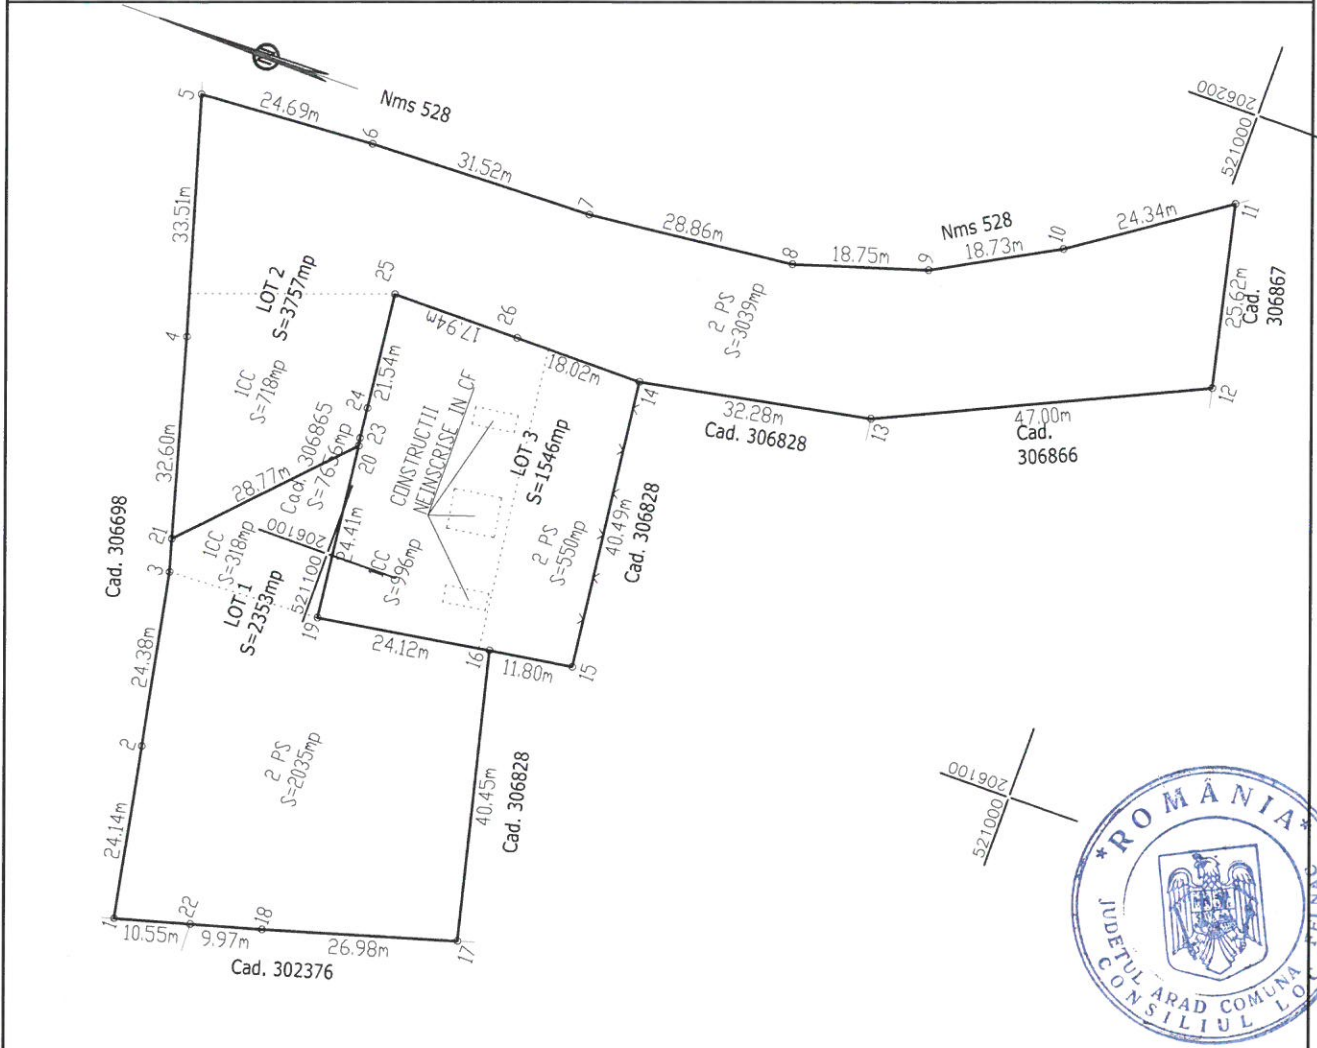 5
24.69m
6
Nms 528
31.52m
7
28.86m
8
18.75m
9
Nms 528
18.73m
10
24.34m
11
206200
521000
33.51m
LOT 2
S=3757mp
25
17.94m
26
18.02m
2 PS
S=3039mp
25.62m
Cad.
306867
4
1CC
S=718mp
24
21.54m
23
20
14
32.28m
Cad. 306828
13
47.00m
Cad.
306866
12
32.60m
28.77m
Cad. 306865
S=7656mp
CONSTRUCTII
NEINSCRISE IN CF
LOT 3
S=1546mp
2 PS
S=550mp
40.49m
Cad. 306828
Cad. 306698
21
3
1CC
S=318mp
206100
521100
24.41m
1CC
S=996mp
LOT 1
S=2353mp
19
24.12m
16
11.80m
15
24.38m
2
2 PS
S=2035mp
40.45m
Cad. 306828
24.14m
1
10.55m
22
9.97m
18
26.98m
17
Cad. 302376
206100
521000
*ROMÂNIA*
JUDEȚUL ARAD COMUNA
CONSILIUL LOC